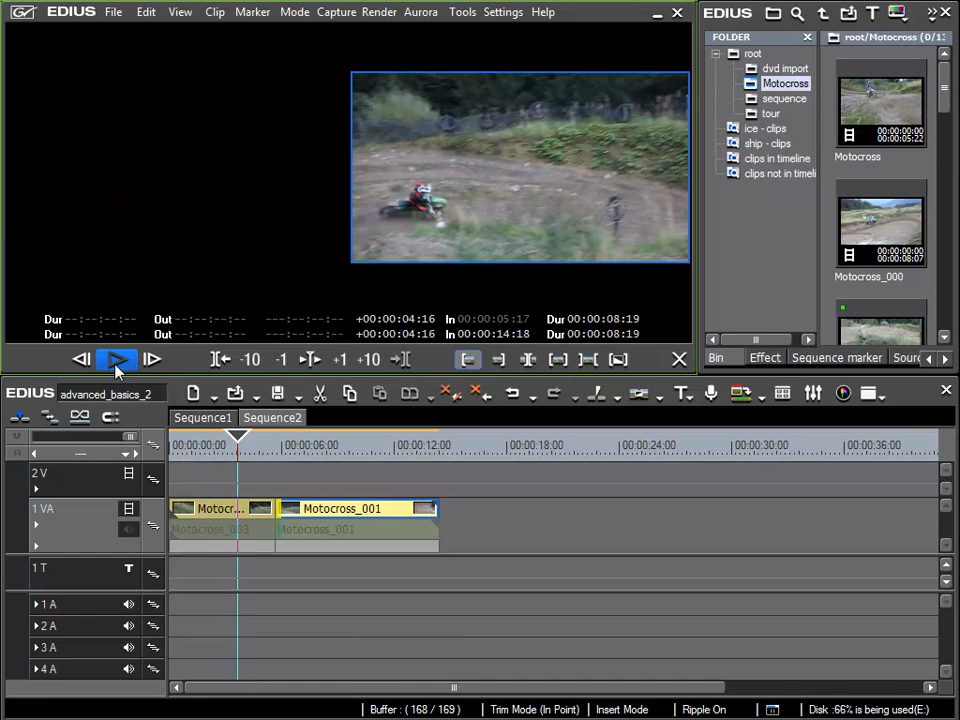 EDIUS File Edit View Clip Marker Mode Capture Render Aurora Tools Settings Help
Dur --:--:--:-- Out --:--:--:-- --:--:--:-- +00:00:04:16 In 00:00:05:17 Dur 00:00:08:19
Dur --:--:--:-- Out --:--:--:-- --:--:--:-- +00:00:04:16 In 00:00:14:18 Dur 00:00:08:19
-10 -1 +1 +10
EDIUS
FOLDER
root
dvd import
Motocross
sequence
tour
ice - clips
ship - clips
clips in timeline
clips not in timeli
root/Motocross (0/1
00:00:00:00
00:00:05:22
Motocross
00:00:00:00
00:00:08:07
Motocross_000
Bin Effect Sequence marker Sourc
EDIUS advanced_basics_2
Sequence1 Sequence2
00:00:00:00 00:00:06:00 00:00:12:00 00:00:18:00 00:00:24:00 00:00:30:00 00:00:36:00
2 V
1 VA
Motocr... Motocross_001
Motocross_003 Motocross_001
1 T T
1 A
2 A
3 A
4 A
Buffer : ( 168 / 169 ) Trim Mode (In Point) Insert Mode Ripple On Disk :66% is being used(E:)